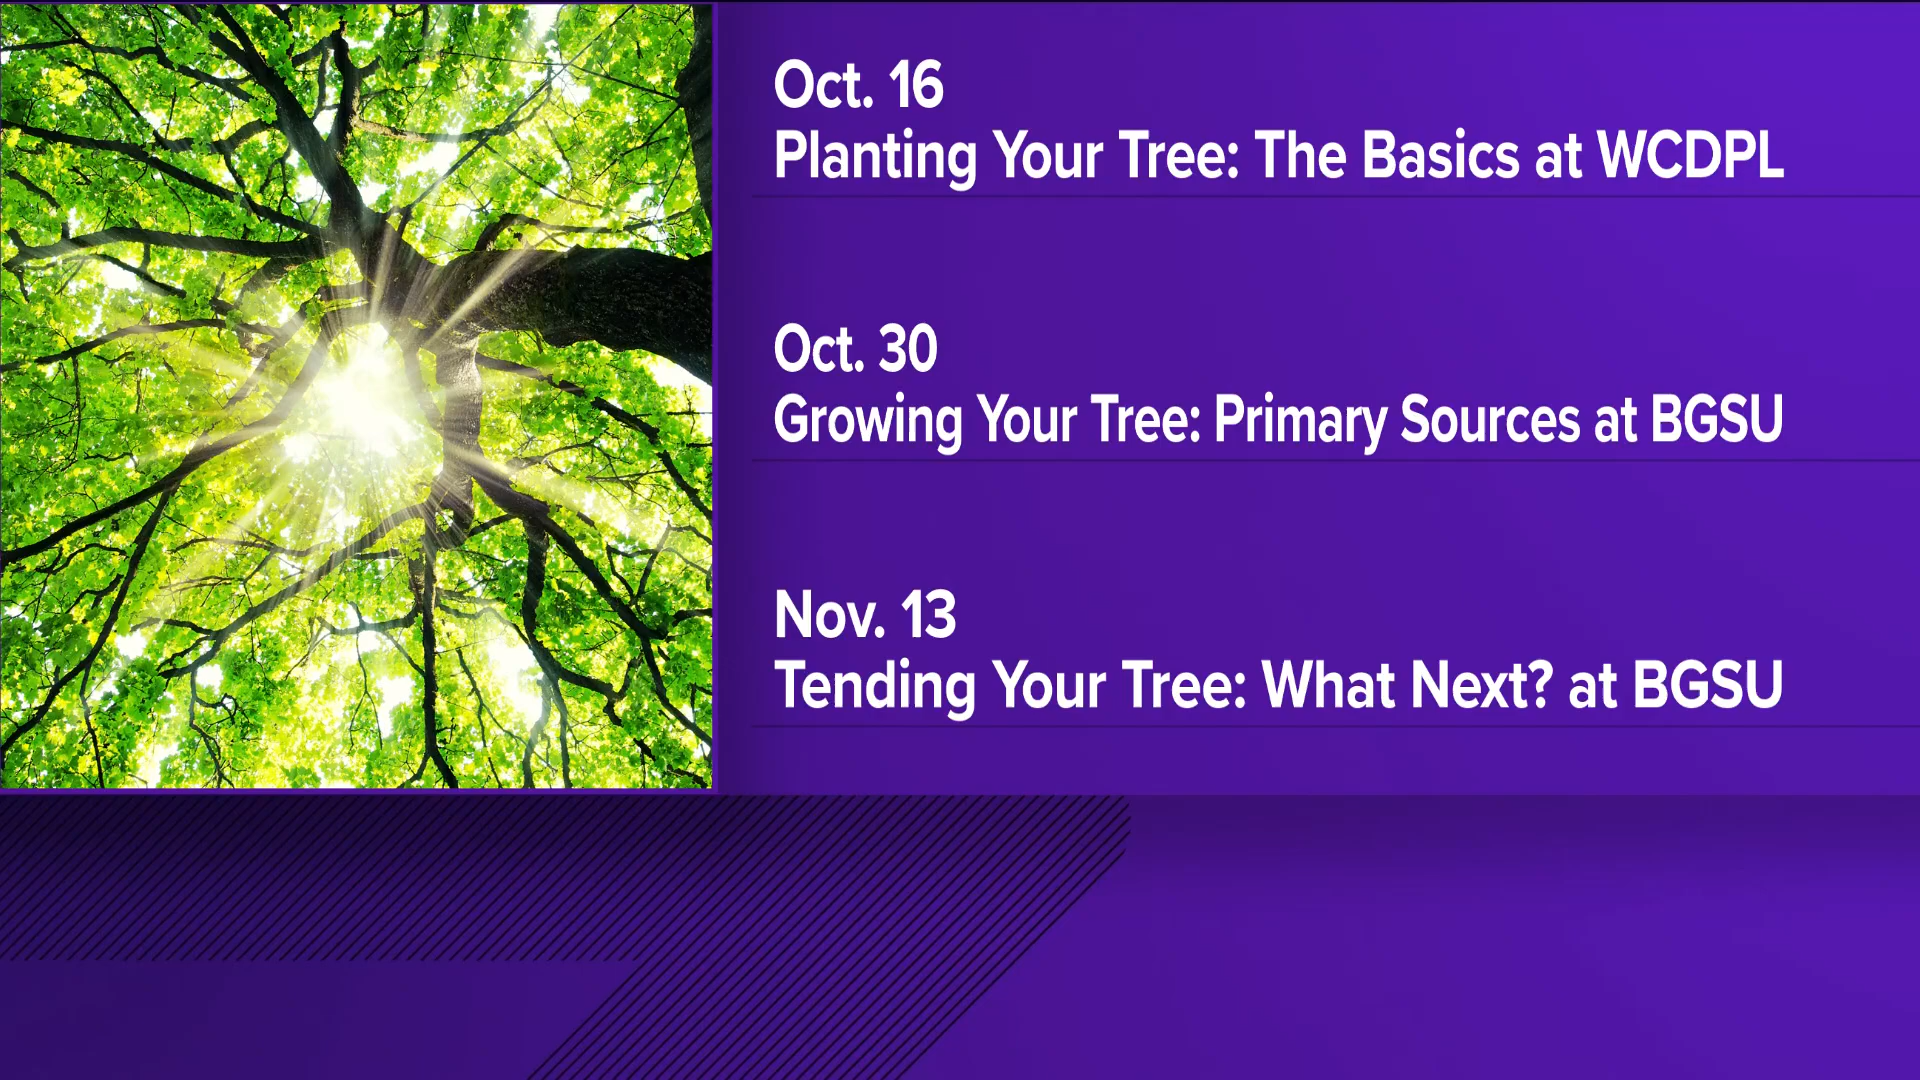 Oct. 16
Planting Your Tree: The Basics at WCDPL
Oct. 30
Growing Your Tree: Primary Sources at BGSU
Nov. 13
Tending Your Tree: What Next? at BGSU